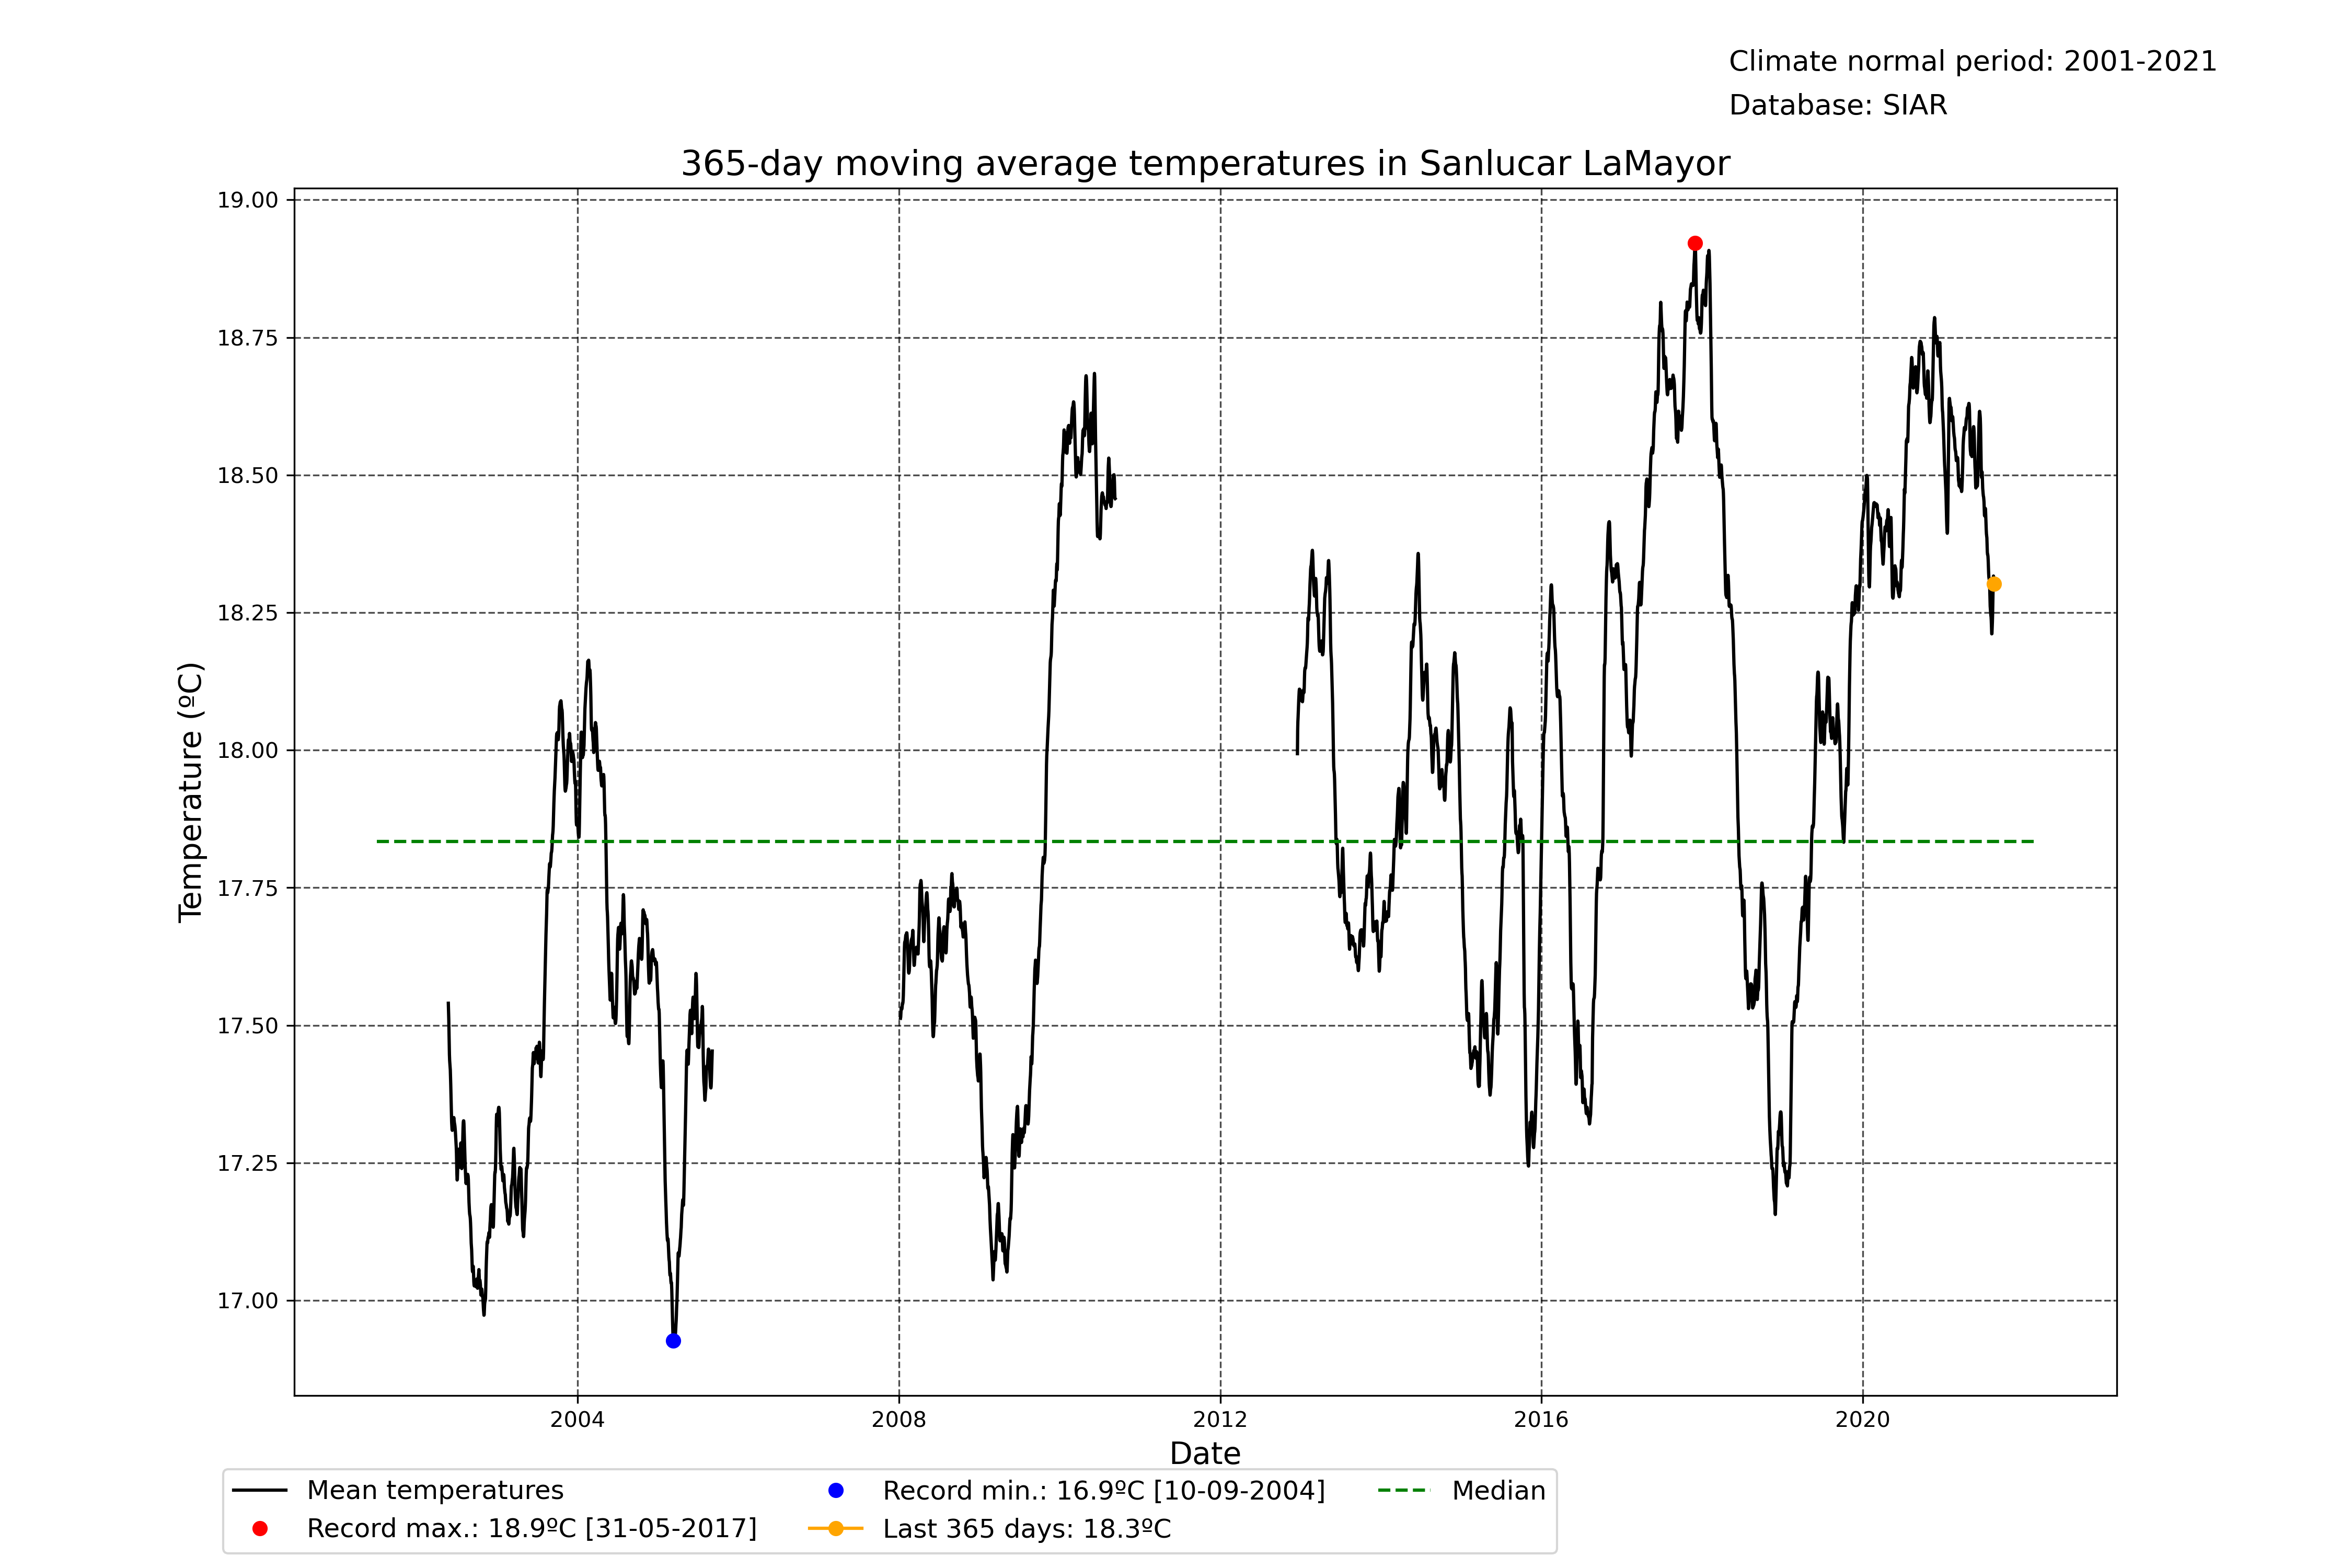 Climate normal period: 2001-2021
Database: SIAR
365-day moving average temperatures in Sanlucar LaMayor
19.00
18.75
18.50
18.25
18.00
17.75
17.50
17.25
17.00
Temperature (ºC)
2004
2008
2012
2016
2020
Date
Mean temperatures
Record max.: 18.9ºC [31-05-2017]
Record min.: 16.9ºC [10-09-2004]
Last 365 days: 18.3ºC
Median